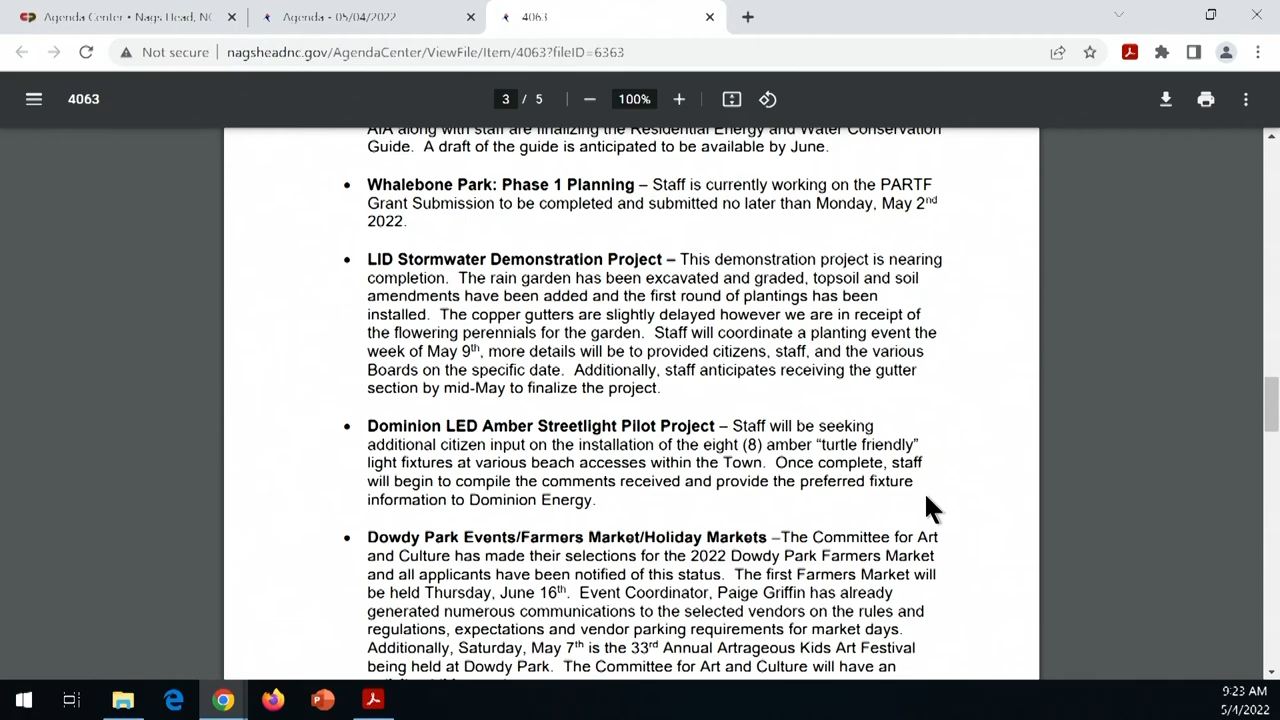 Agenda Center • Nags Head, NC
Agenda - 05/04/2022
4063
Not secure
nagsheadnc.gov/AgendaCenter/ViewFile/Item/4063?fileID=6363
4063
3 / 5
100%
AIA along with staff are finalizing the Residential Energy and Water Conservation
Guide. A draft of the guide is anticipated to be available by June.
• Whalebone Park: Phase 1 Planning – Staff is currently working on the PARTF
Grant Submission to be completed and submitted no later than Monday, May 2nd
2022.
• LID Stormwater Demonstration Project – This demonstration project is nearing
completion. The rain garden has been excavated and graded, topsoil and soil
amendments have been added and the first round of plantings has been
installed. The copper gutters are slightly delayed however we are in receipt of
the flowering perennials for the garden. Staff will coordinate a planting event the
week of May 9th, more details will be to provided citizens, staff, and the various
Boards on the specific date. Additionally, staff anticipates receiving the gutter
section by mid-May to finalize the project.
• Dominion LED Amber Streetlight Pilot Project – Staff will be seeking
additional citizen input on the installation of the eight (8) amber “turtle friendly”
light fixtures at various beach accesses within the Town. Once complete, staff
will begin to compile the comments received and provide the preferred fixture
information to Dominion Energy.
• Dowdy Park Events/Farmers Market/Holiday Markets –The Committee for Art
and Culture has made their selections for the 2022 Dowdy Park Farmers Market
and all applicants have been notified of this status. The first Farmers Market will
be held Thursday, June 16th. Event Coordinator, Paige Griffin has already
generated numerous communications to the selected vendors on the rules and
regulations, expectations and vendor parking requirements for market days.
Additionally, Saturday, May 7th is the 33rd Annual Artrageous Kids Art Festival
being held at Dowdy Park. The Committee for Art and Culture will have an
9:23 AM
5/4/2022